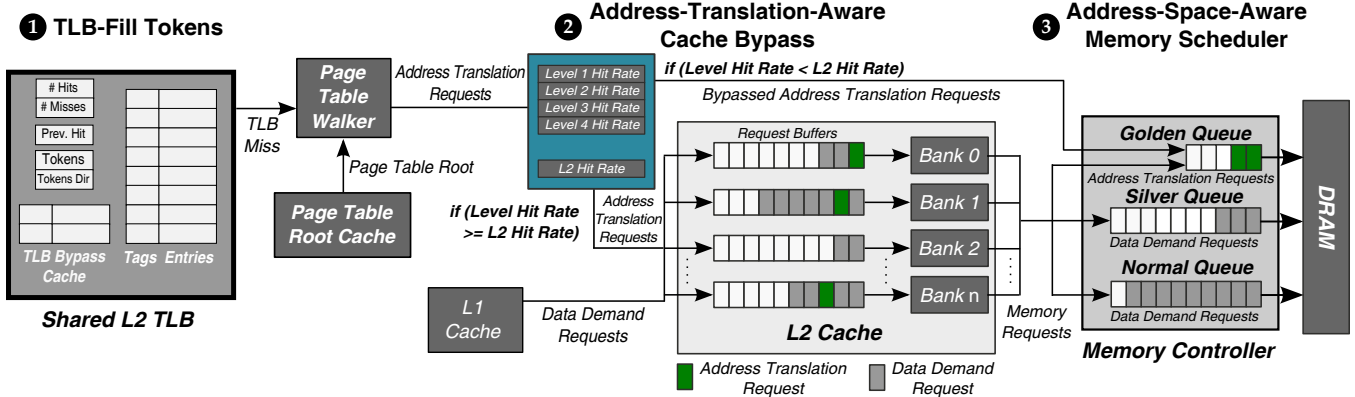 1 TLB-Fill Tokens
# Hits
# Misses
Prev. Hit
Tokens
Tokens Dir
TLB Bypass
Cache
Tags Entries
Shared L2 TLB
TLB
Miss
Page
Table
Walker
Page Table Root
Page Table
Root Cache
2 Address-Translation-Aware
Cache Bypass
Address Translation
Requests
Level 1 Hit Rate
Level 2 Hit Rate
Level 3 Hit Rate
Level 4 Hit Rate
L2 Hit Rate
if (Level Hit Rate < L2 Hit Rate)
Bypassed Address Translation Requests
if (Level Hit Rate
>= L2 Hit Rate)
Address
Translation
Requests
L1
Cache
Data Demand
Requests
Request Buffers
Bank 0
Bank 1
Bank 2
Bank n
L2 Cache
Memory
Requests
Address Translation
Request
Data Demand
Request
3 Address-Space-Aware
Memory Scheduler
Golden Queue
Address Translation Requests
Silver Queue
Data Demand Requests
Normal Queue
Data Demand Requests
Memory Controller
DRAM